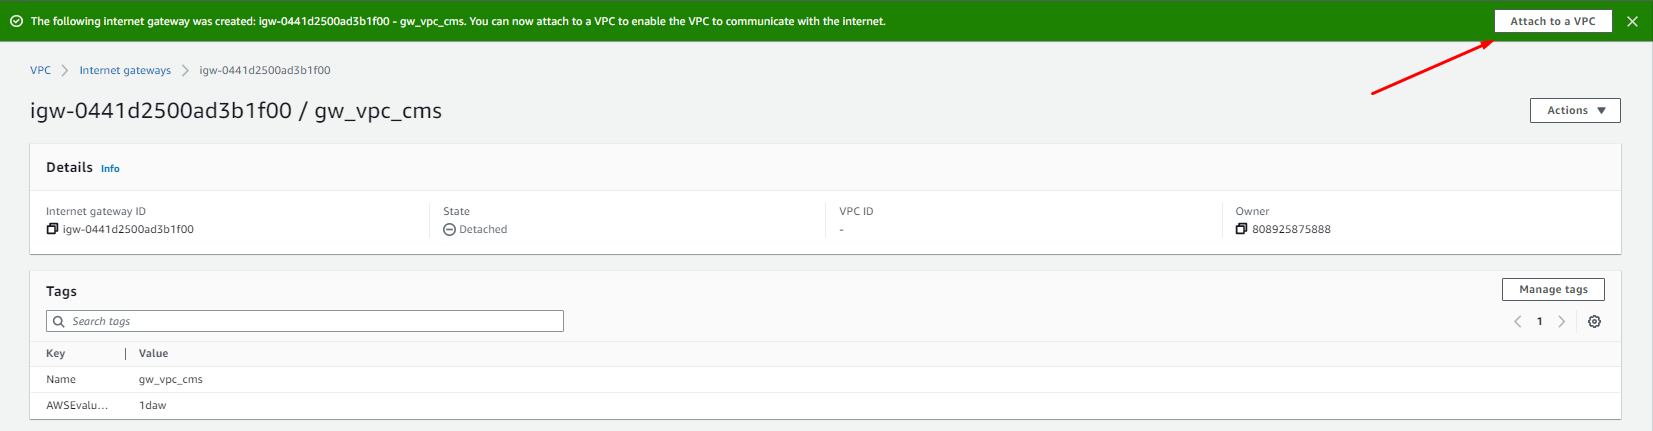 The following internet gateway was created: igw-0441d2500ad3b1f00 - gw_vpc_cms. You can now attach to a VPC to enable the VPC to communicate with the internet.
Attach to a VPC
VPC
Internet gateways
igw-0441d2500ad3b1f00
igw-0441d2500ad3b1f00 / gw_vpc_cms
Actions
Details Info
Internet gateway ID
igw-0441d2500ad3b1f00
State
Detached
VPC ID
-
Owner
808925875888
Tags
Manage tags
Search tags
1
Key
Value
Name
gw_vpc_cms
AWSEvalu...
1daw